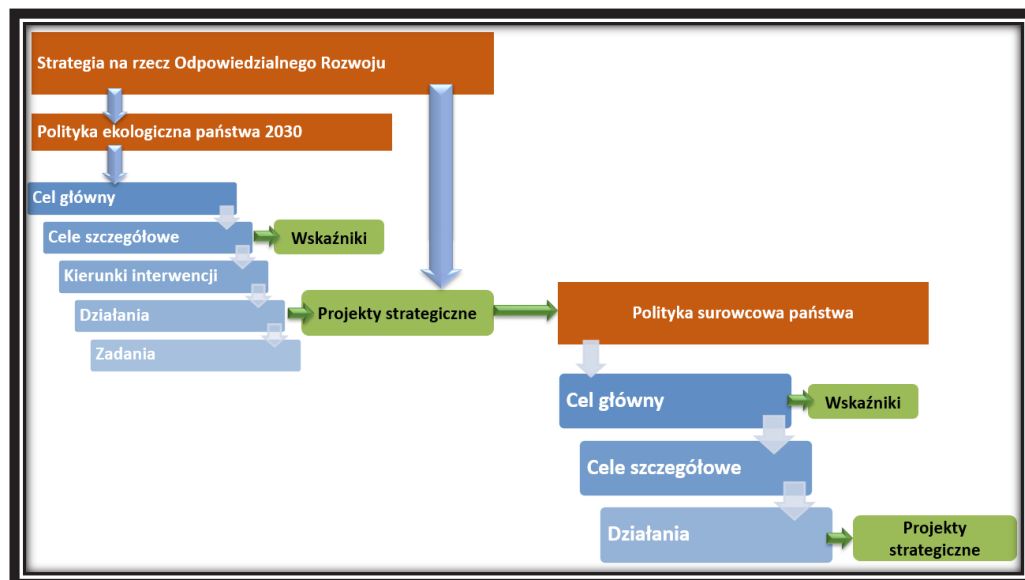 Strategia na rzecz Odpowiedzialnego Rozwoju
Polityka ekologiczna państwa 2030
Cel główny
Cele szczegółowe
Wskaźniki
Kierunki interwencji
Działania
Projekty strategiczne
Zadania
Polityka surowcowa państwa
Cel główny
Wskaźniki
Cele szczegółowe
Działania
Projekty
strategiczne